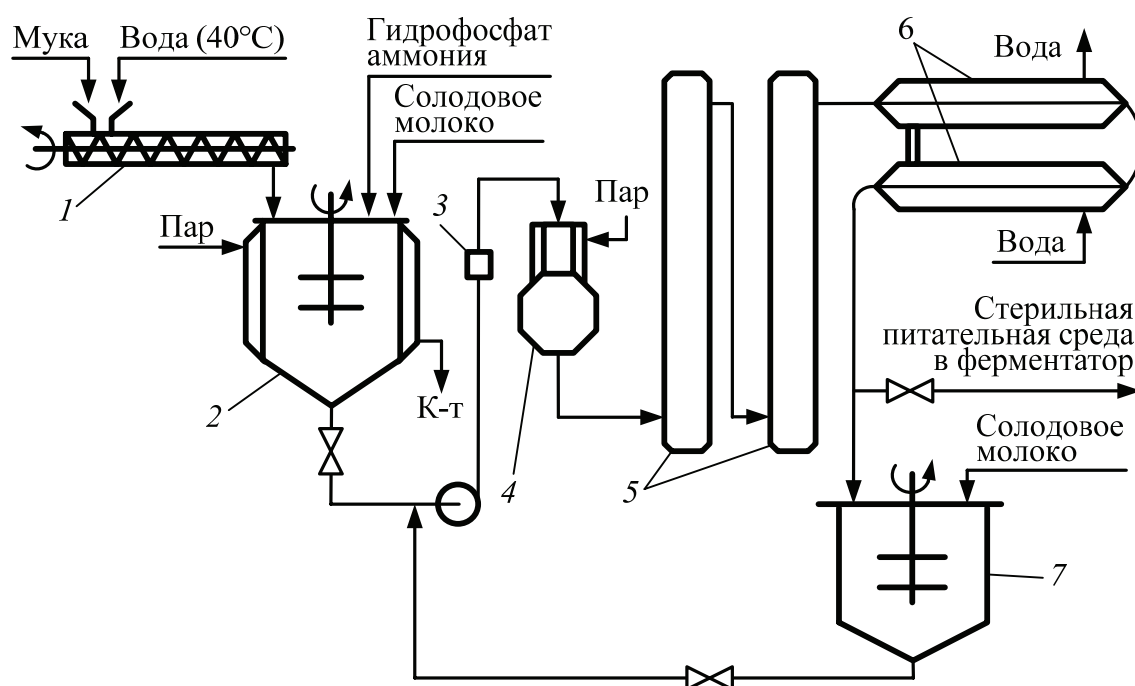 Мука
Вода (40°С)
Гидрофосфат
аммония
Солодовое
молоко
6
Вода
1
Пар
3
Пар
Вода
2
К-т
4
5
Стерильная
питательная среда
в ферментатор
Солодовое
молоко
7